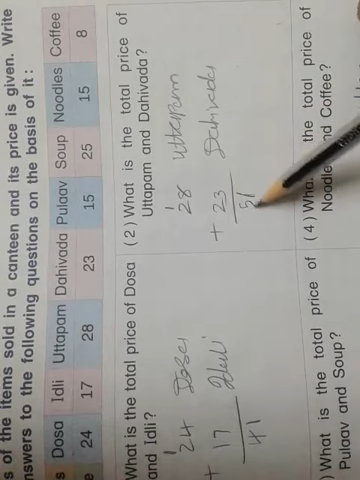 s of the items sold in a canteen and its price is given. Write
nswers to the following questions on the basis of it:
s Dosa Idli Uttapam Dahivada Pulaav Soup Noodles Coffee
e 24 17 28 23 15 25 15 8
What is the total price of Dosa
and Idli?
1
24 Dosa
+ 17 Idli
41
(2) What is the total price of
Uttapam and Dahivada?
1
28 Uttapam
+ 23 Dahivada
51
) What is the total price of
Pulaav and Soup?
(4) What the total price of
Noodle nd Coffee?